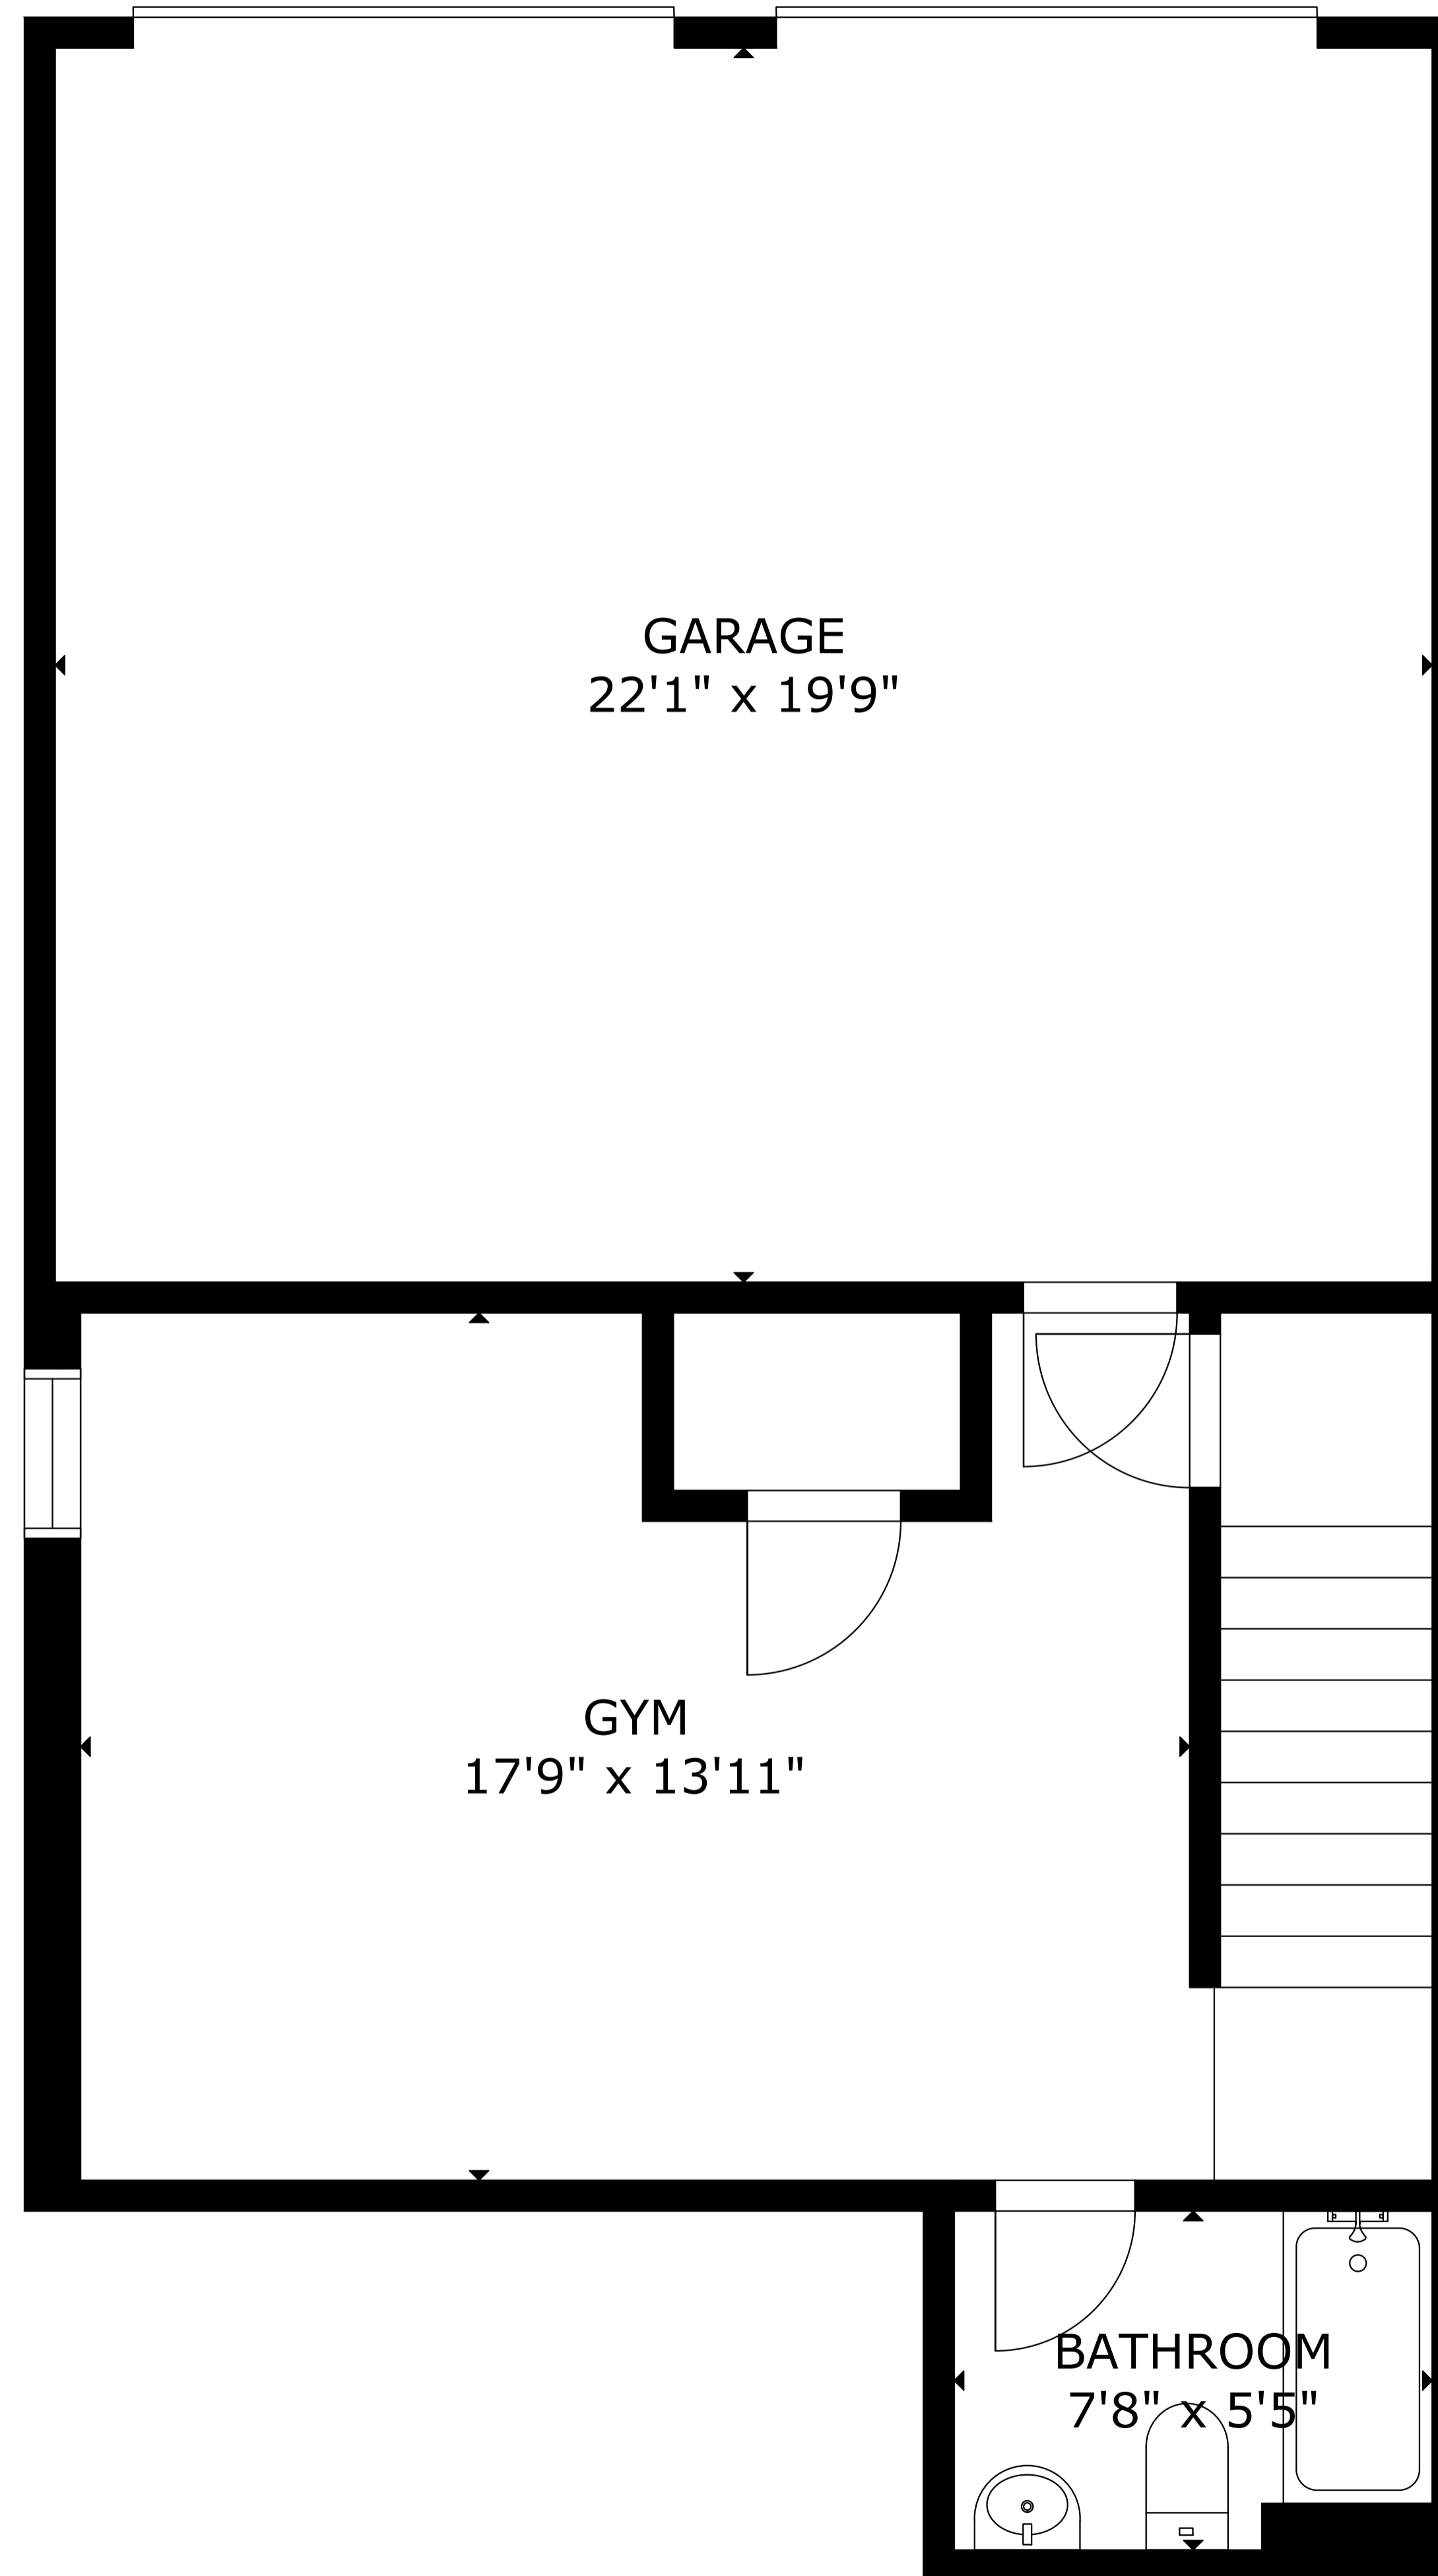 GARAGE
22'1" x 19'9"
GYM
17'9" x 13'11"
BATHROOM
7'8" x 5'5"